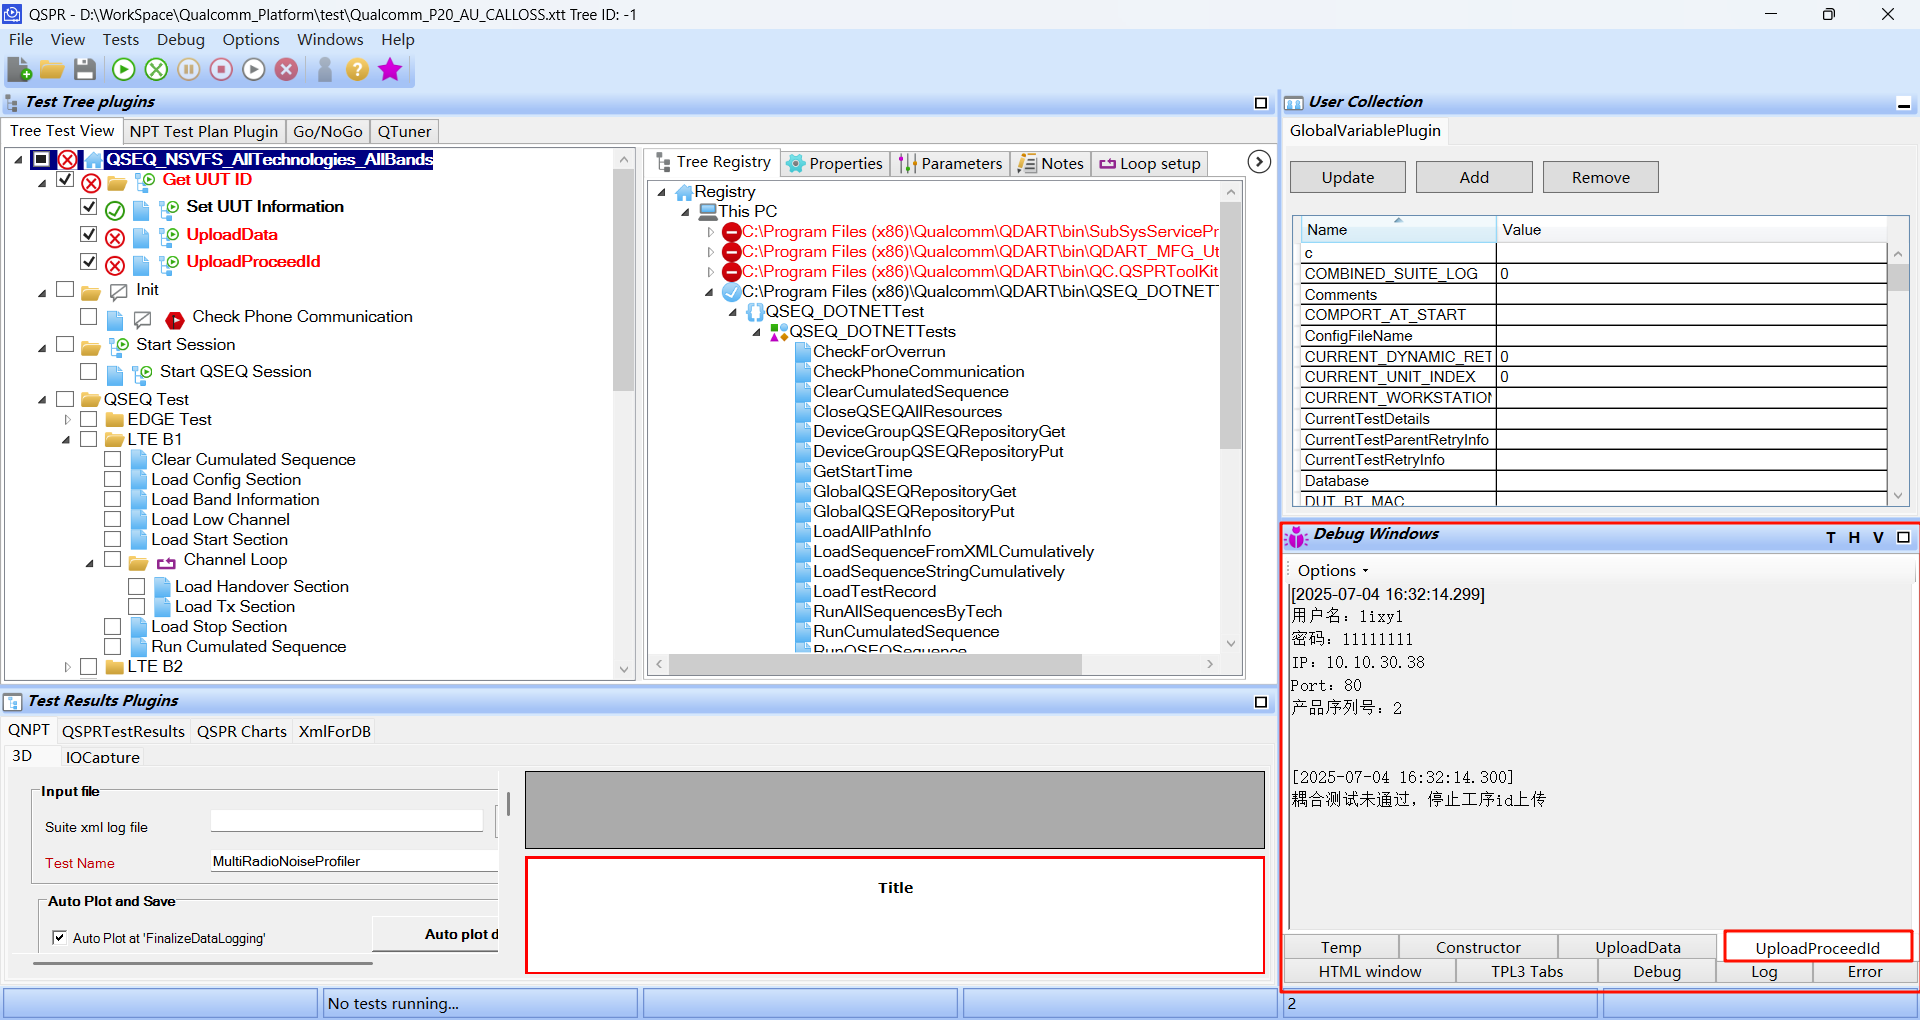 QSPR - D:\WorkSpace\Qualcomm_Platform\test\Qualcomm_P20_AU_CALLOSS.xtt Tree ID: -1
File View Tests Debug Options Windows Help
Test Tree plugins
Tree Test View NPT Test Plan Plugin Go/NoGo QTuner
QSEQ_NSVFS_AllTechnologies_AllBands
Get UUT ID
Set UUT Information
UploadData
UploadProceedId
Init
Check Phone Communication
Start Session
Start QSEQ Session
QSEQ Test
EDGE Test
LTE B1
Clear Cumulated Sequence
Load Config Section
Load Band Information
Load Low Channel
Load Start Section
Channel Loop
Load Handover Section
Load Tx Section
Load Stop Section
Run Cumulated Sequence
LTE B2
Tree Registry Properties Parameters Notes Loop setup
Registry
This PC
C:\Program Files (x86)\Qualcomm\QDART\bin\SubSysServicePr
C:\Program Files (x86)\Qualcomm\QDART\bin\QDART_MFG_Ut
C:\Program Files (x86)\Qualcomm\QDART\bin\QC.QSPRToolKit
C:\Program Files (x86)\Qualcomm\QDART\bin\QSEQ_DOTNET
QSEQ_DOTNETTest
QSEQ_DOTNETTests
CheckForOverrun
CheckPhoneCommunication
ClearCumulatedSequence
CloseQSEQAllResources
DeviceGroupQSEQRepositoryGet
DeviceGroupQSEQRepositoryPut
GetStartTime
GlobalQSEQRepositoryGet
GlobalQSEQRepositoryPut
LoadAllPathInfo
LoadSequenceFromXMLCumulatively
LoadSequenceStringCumulatively
LoadTestRecord
RunAllSequencesByTech
RunCumulatedSequence
RunQSEQSequence
User Collection
GlobalVariablePlugin
Update Add Remove
Name Value
c
COMBINED_SUITE_LOG 0
Comments
COMPORT_AT_START
ConfigFileName
CURRENT_DYNAMIC_RET 0
CURRENT_UNIT_INDEX 0
CURRENT_WORKSTATION
CurrentTestDetails
CurrentTestParentRetryInfo
CurrentTestRetryInfo
Database
DUT_BT_MAC
Debug Windows T H V
Options
[2025-07-04 16:32:14.299]
用户名：lixy1
密码：11111111
IP：10.10.30.38
Port：80
产品序列号：2
[2025-07-04 16:32:14.300]
耦合测试未通过，停止工序id上传
Temp Constructor UploadData UploadProceedId
HTML window TPL3 Tabs Debug Log Error
Test Results Plugins
QNPT QSPRTestResults QSPR Charts XmlForDB
3D IQCapture
Input file
Suite xml log file
Test Name MultiRadioNoiseProfiler
Auto Plot and Save
Auto Plot at 'FinalizeDataLogging' Auto plot d
Title
No tests running...
2